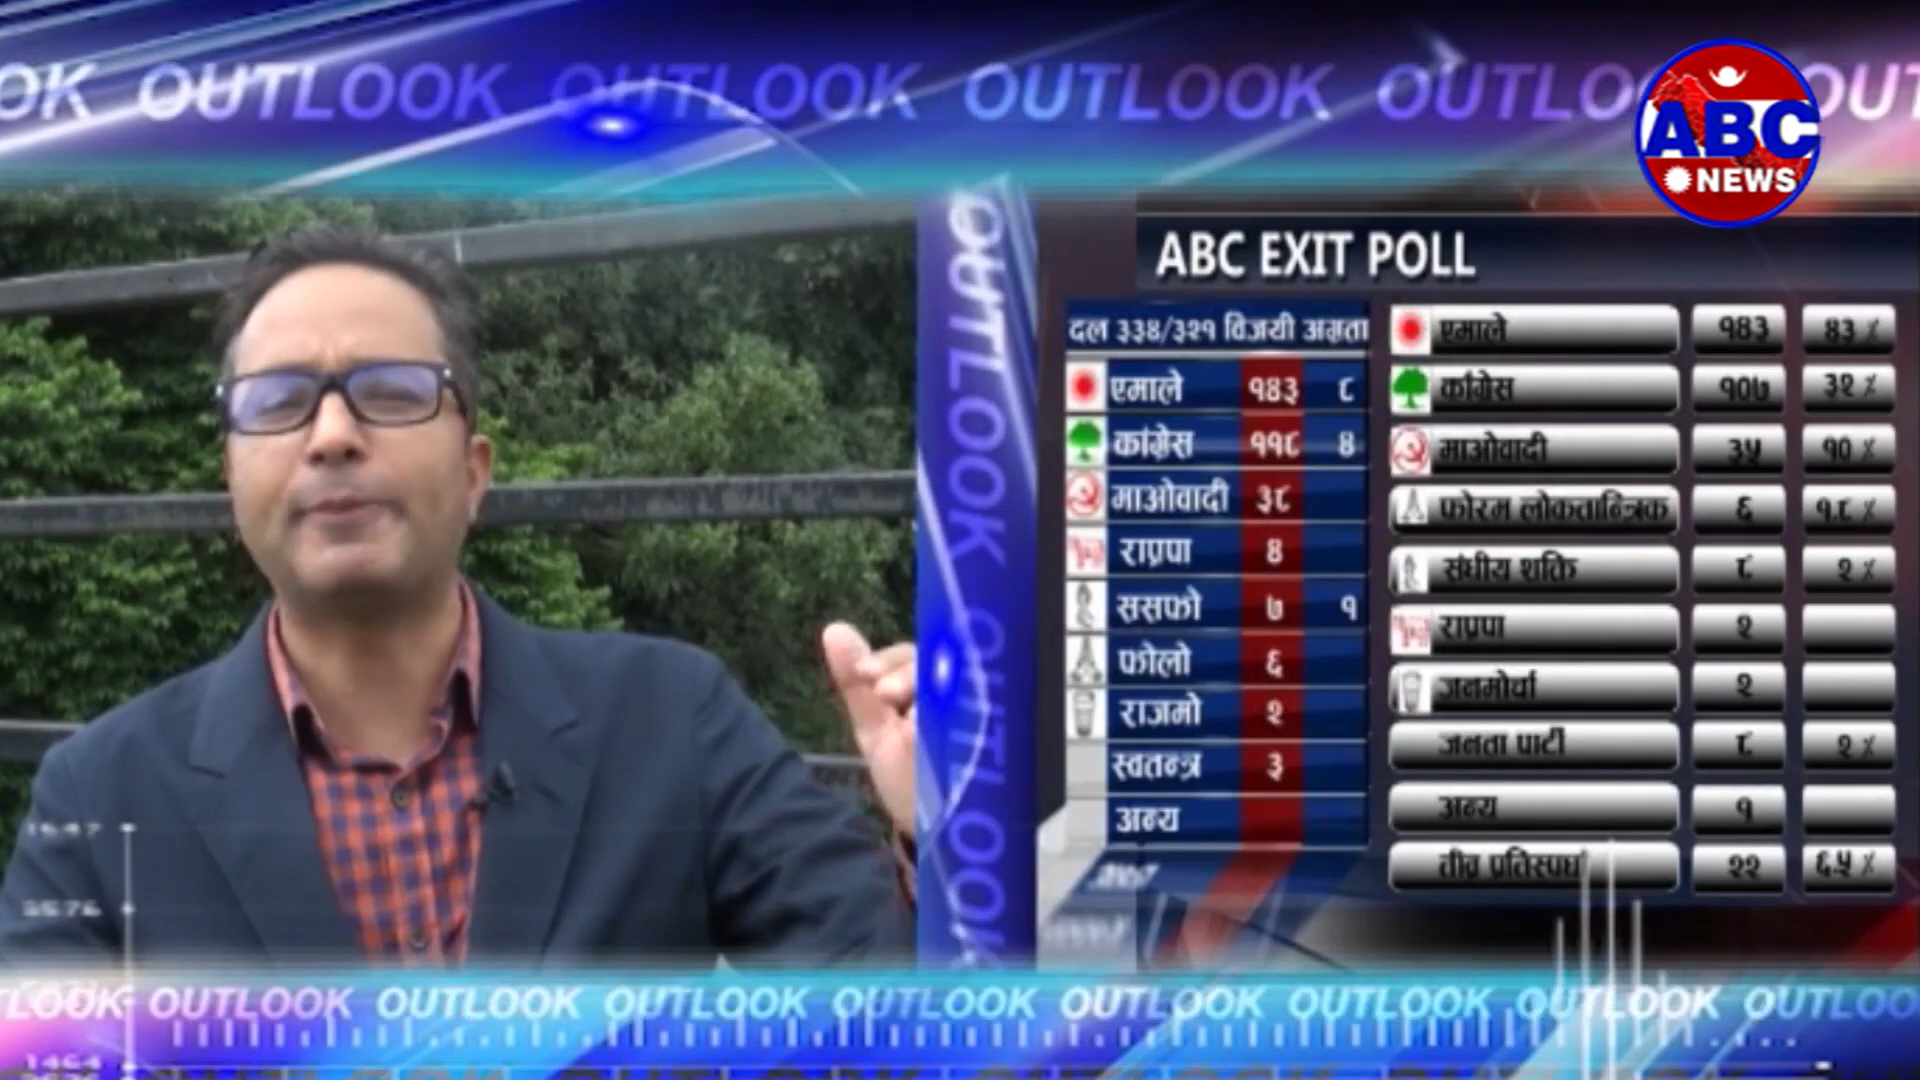 OUTLOOK OUTLOOK OUTLOOK OUTLOOK
ABC
NEWS
OUTLOOK OUTLOOK
ABC EXIT POLL
दल ३३४/३२१ विजयी अग्रता
एमाले १४३ ८
कांग्रेस ११८ ४
माओवादी ३८
राप्रपा ४
ससफो ७ १
फोलो ६
राजमो २
स्वतन्त्र ३
अन्य
एमाले १४३ ४३ %
कांग्रेस १०७ ३२ %
माओवादी ३५ १० %
फोरम लोकतान्त्रिक ६ १.८ %
संघीय शक्ति ८ २ %
राप्रपा २
जनमोर्चा २
जनता पार्टी ८ २ %
अन्य १
तीव्र प्रतिस्पर्धा २२ ६.५ %
OUTLOOK OUTLOOK OUTLOOK OUTLOOK OUTLOOK OUTLOOK OUTLOOK